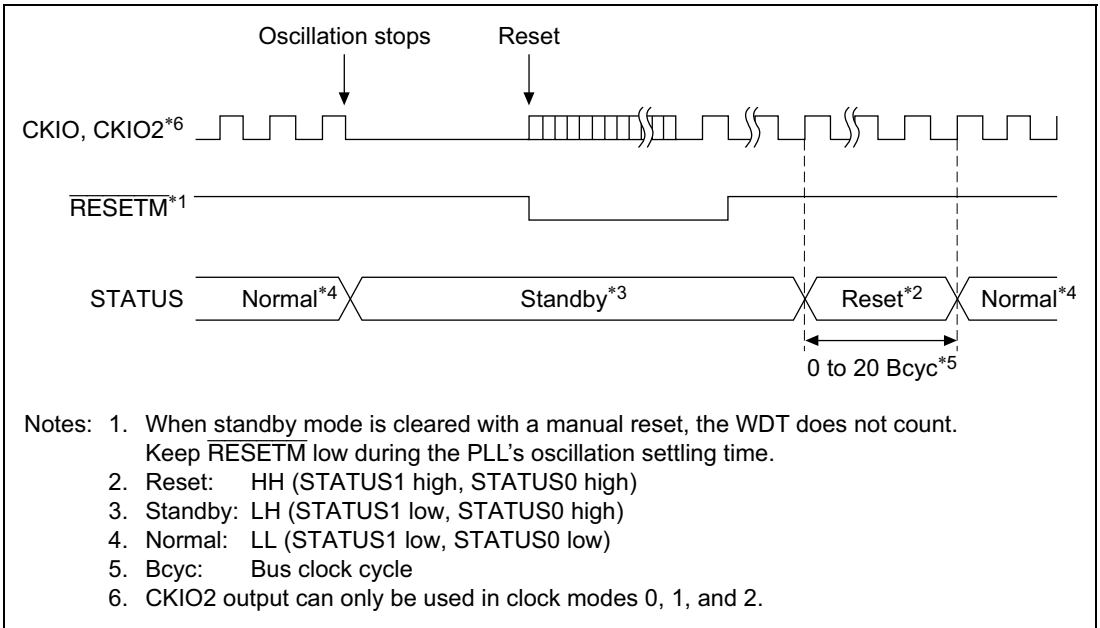 Oscillation stops Reset
CKIO, CKIO2*6
RESETM*1
STATUS Normal*4 Standby*3 Reset*2 Normal*4
0 to 20 Bcyc*5
Notes: 1. When standby mode is cleared with a manual reset, the WDT does not count.
Keep RESETM low during the PLL's oscillation settling time.
2. Reset: HH (STATUS1 high, STATUS0 high)
3. Standby: LH (STATUS1 low, STATUS0 high)
4. Normal: LL (STATUS1 low, STATUS0 low)
5. Bcyc: Bus clock cycle
6. CKIO2 output can only be used in clock modes 0, 1, and 2.